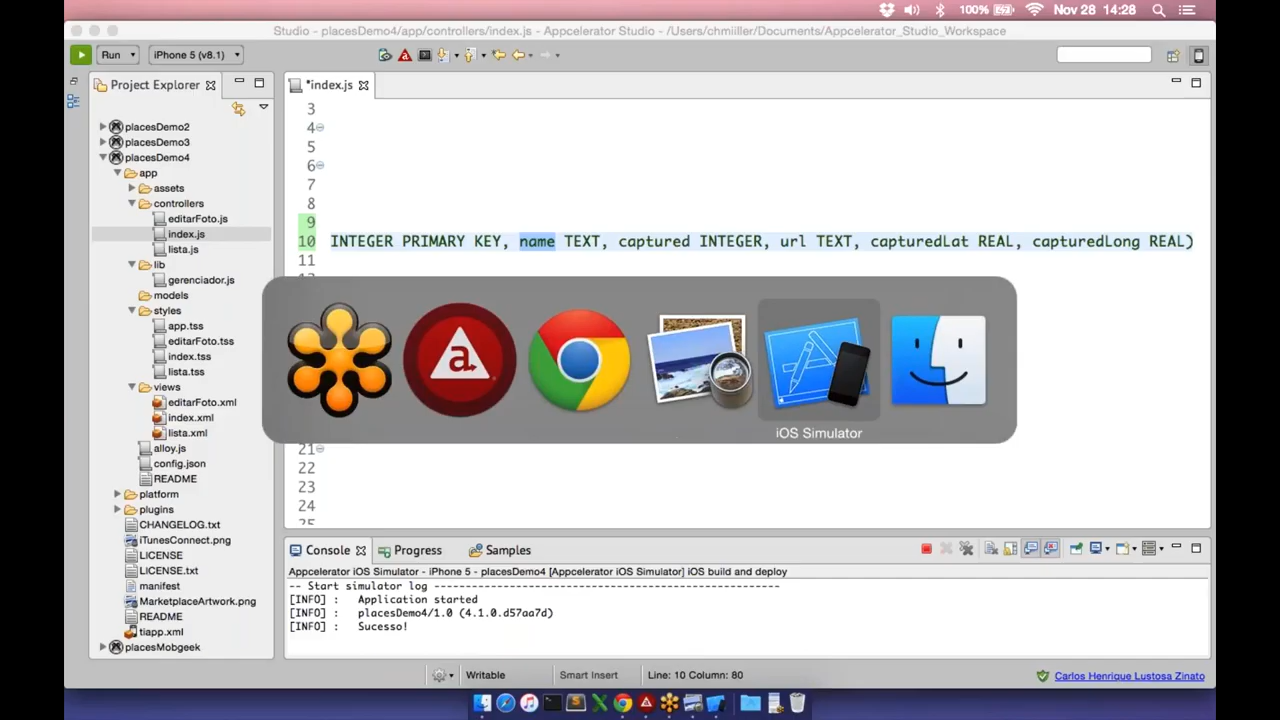 100%
Nov 28 14:28
Studio - placesDemo4/app/controllers/index.js - Appcelerator Studio - /Users/chmiiller/Documents/Appcelerator_Studio_Workspace
Run
iPhone 5 (v8.1)
Project Explorer
*index.js
placesDemo2
placesDemo3
placesDemo4
app
assets
controllers
editarFoto.js
index.js
lista.js
lib
gerenciador.js
models
styles
app.tss
editarFoto.tss
index.tss
lista.tss
views
editarFoto.xml
index.xml
lista.xml
alloy.js
config.json
README
platform
plugins
CHANGELOG.txt
iTunesConnect.png
LICENSE
LICENSE.txt
manifest
MarketplaceArtwork.png
README
tiapp.xml
placesMobgeek
3
4
5
6
7
8
9
10 INTEGER PRIMARY KEY, name TEXT, captured INTEGER, url TEXT, capturedLat REAL, capturedLong REAL)
11
a
iOS Simulator
21
22
23
24
25
Console
Progress
Samples
Appcelerator iOS Simulator - iPhone 5 - placesDemo4 [Appcelerator iOS Simulator] iOS build and deploy
-- Start simulator log -------------------------------------------------
[INFO] : Application started
[INFO] : placesDemo4/1.0 (4.1.0.d57aa7d)
[INFO] : Sucesso!
Writable
Smart Insert
Line: 10 Column: 80
Carlos Henrique Lustosa Zinato